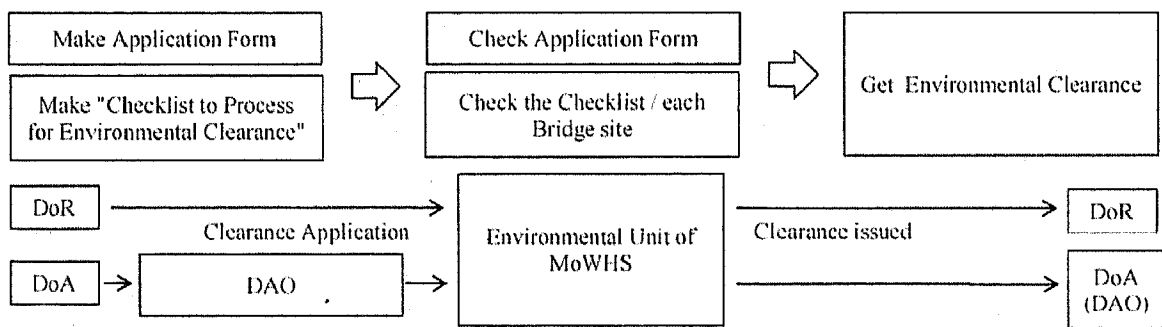 Make Application Form
Make "Checklist to Process
for Environmental Clearance"
Check Application Form
Check the Checklist / each
Bridge site
Get Environmental Clearance
DoR
Clearance Application
DoA
DAO
Environmental Unit of
MoWHS
Clearance issued
DoR
DoA
(DAO)